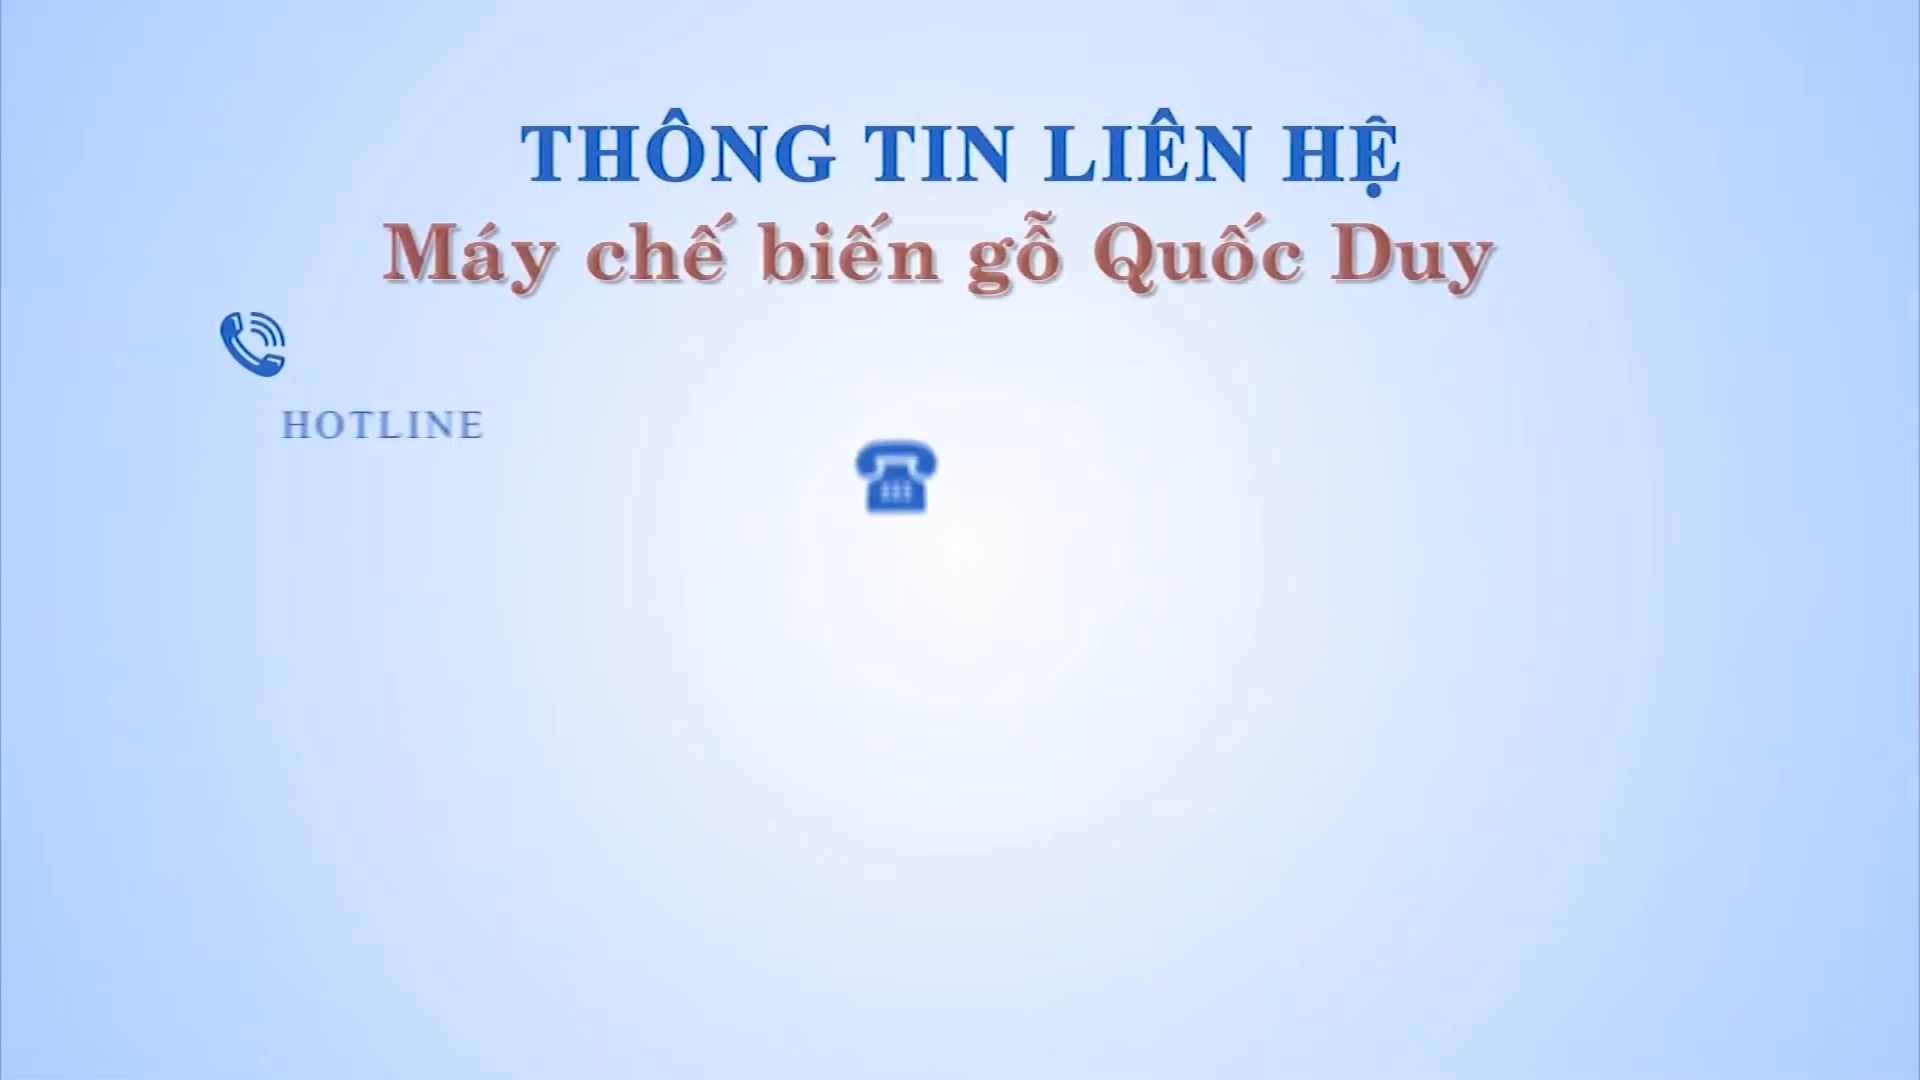 THÔNG TIN LIÊN HỆ
Máy chế biến gỗ Quốc Duy
HOTLINE